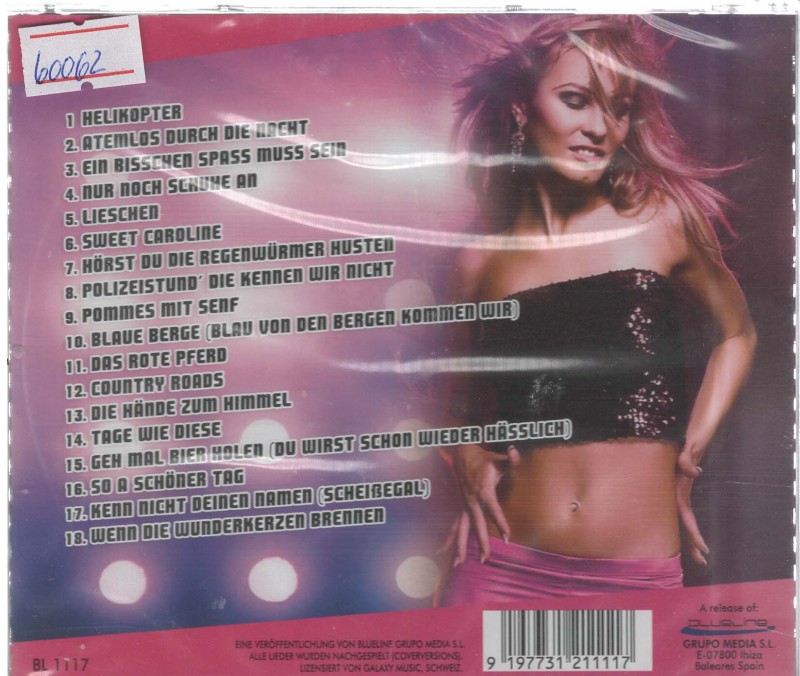 60062
1 HELIKOPTER
2. ATEMLOS DURCH DIE NACHT
3. EIN BISSCHEN SPASS MUSS SEIN
4. NUR NOCH SCHUHE AN
5. LIESCHEN
6. SWEET CAROLINE
7. HÖRST DU DIE REGENWÜRMER HUSTEN
8. POLIZEISTUND' DIE KENNEN WIR NICHT
9. POMMES MIT SENF
10. BLAUE BERGE (BLAU VON DEN BERGEN KOMMEN WIR)
11. DAS ROTE PFERD
12. COUNTRY ROADS
13. DIE HÄNDE ZUM HIMMEL
14. TAGE WIE DIESE
15. GEH MAL BIER HOLEN (DU WIRST SCHON WIEDER HÄSSLICH)
16. SO A SCHÖNER TAG
17. KENN NICHT DEINEN NAMEN (SCHEIßEGAL)
18. WENN DIE WUNDERKERZEN BRENNEN
BL 1117
EINE VERÖFFENTLICHUNG VON BLUELINE GRUPO MEDIA S.L.
ALLE LIEDER WURDEN NACHGESPIELT (COVERVERSIONS).
LIZENSIERT VON GALAXY MUSIC, SCHWEIZ.
9 197731 211117
A release of:
BLUELINE
GRUPO MEDIA S.L.
E-07800 Ibiza
Baleares Spain